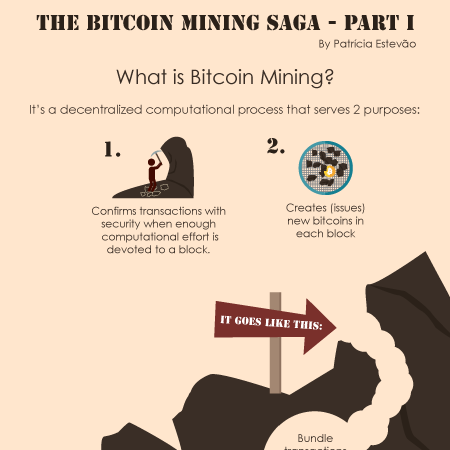 THE BITCOIN MINING SAGA - PART I
By Patrícia Estevão
What is Bitcoin Mining?
It's a decentralized computational process that serves 2 purposes:
1.
Confirms transactions with
security when enough
computational effort is
devoted to a block.
2.
Creates (issues)
new bitcoins in
each block
IT GOES LIKE THIS:
Bundle
transactions